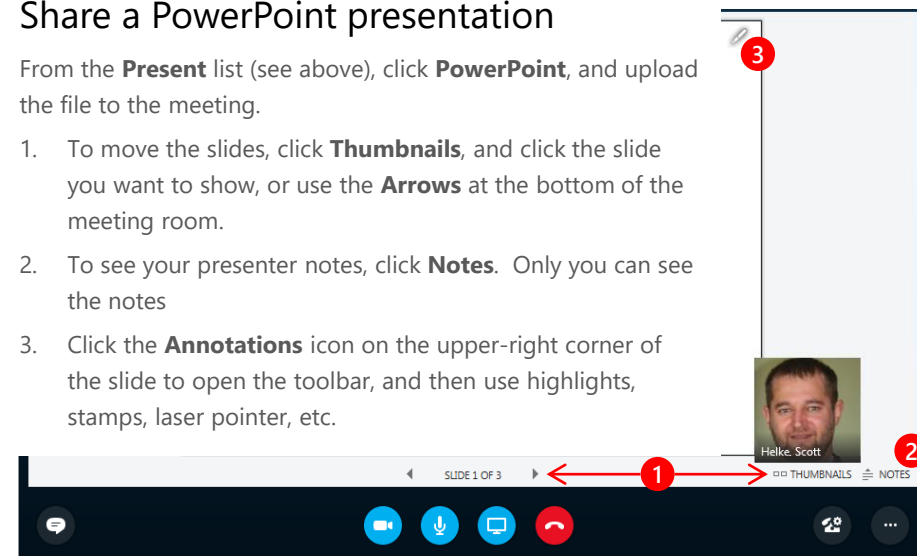 Share a PowerPoint presentation
From the Present list (see above), click PowerPoint, and upload
the file to the meeting.
1. To move the slides, click Thumbnails, and click the slide
you want to show, or use the Arrows at the bottom of the
meeting room.
2. To see your presenter notes, click Notes.  Only you can see
the notes
3. Click the Annotations icon on the upper-right corner of
the slide to open the toolbar, and then use highlights,
stamps, laser pointer, etc.
3
Helke, Scott
2
SLIDE 1 OF 3
1
THUMBNAILS
NOTES